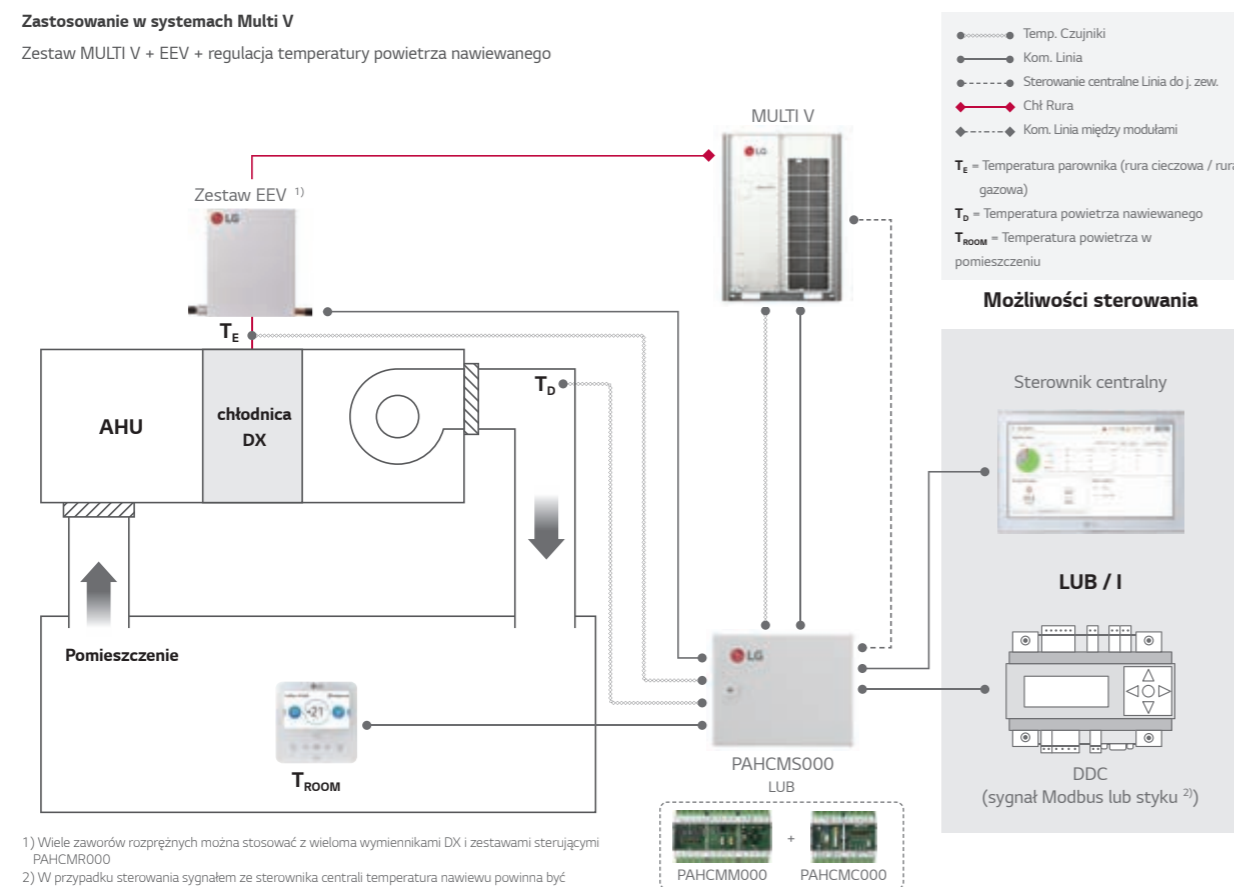 Zastosowanie w systemach Multi V
Zestaw MULTI V + EEV + regulacja temperatury powietrza nawiewanego
Temp. Czujniki
Kom. Linia
Sterowanie centralne Linia do j. zew.
Chł Rura
Kom. Linia między modułami
TE = Temperatura parownika (rura cieczowa / rura
gazowa)
TD = Temperatura powietrza nawiewanego
TROOM = Temperatura powietrza w
pomieszczeniu
MULTI V
LG
Zestaw EEV 1)
LG
TE
AHU
chłodnica
DX
TD
Pomieszczenie
LG
21
TROOM
LG
PAHCMS000
LUB
PAHCMM000
+
PAHCMC000
Możliwości sterowania
Sterownik centralny
LUB / I
DDC
(sygnał Modbus lub styku 2))
1) Wiele zaworów rozprężnych można stosować z wieloma wymiennikami DX i zestawami sterującymi
PAHCMR000
2) W przypadku sterowania sygnałem ze sterownika centrali temperatura nawiewu powinna być